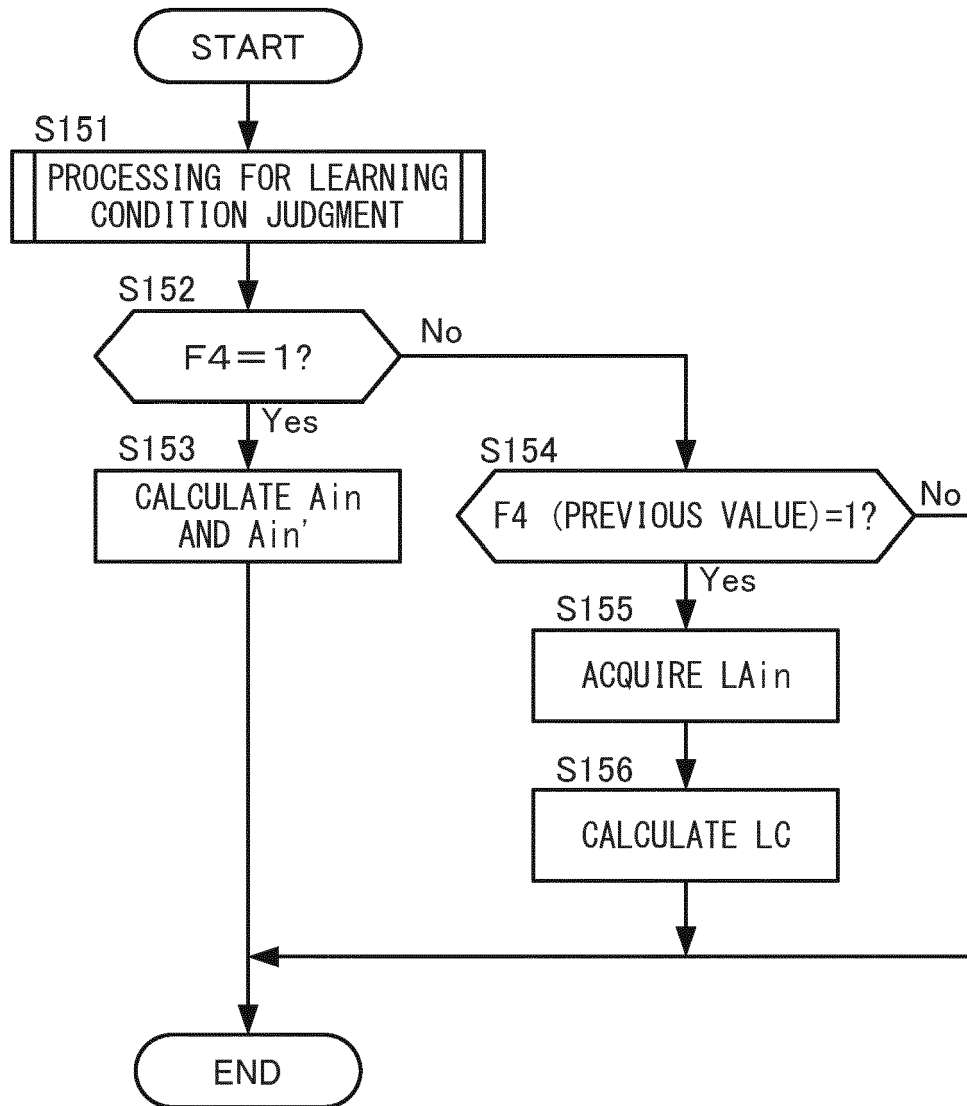 START
S151
PROCESSING FOR LEARNING
CONDITION JUDGMENT
S152
F4=1?
No
Yes
S153
CALCULATE Ain
AND Ain'
S154
F4 (PREVIOUS VALUE)=1?
No
Yes
S155
ACQUIRE LAin
S156
CALCULATE LC
END